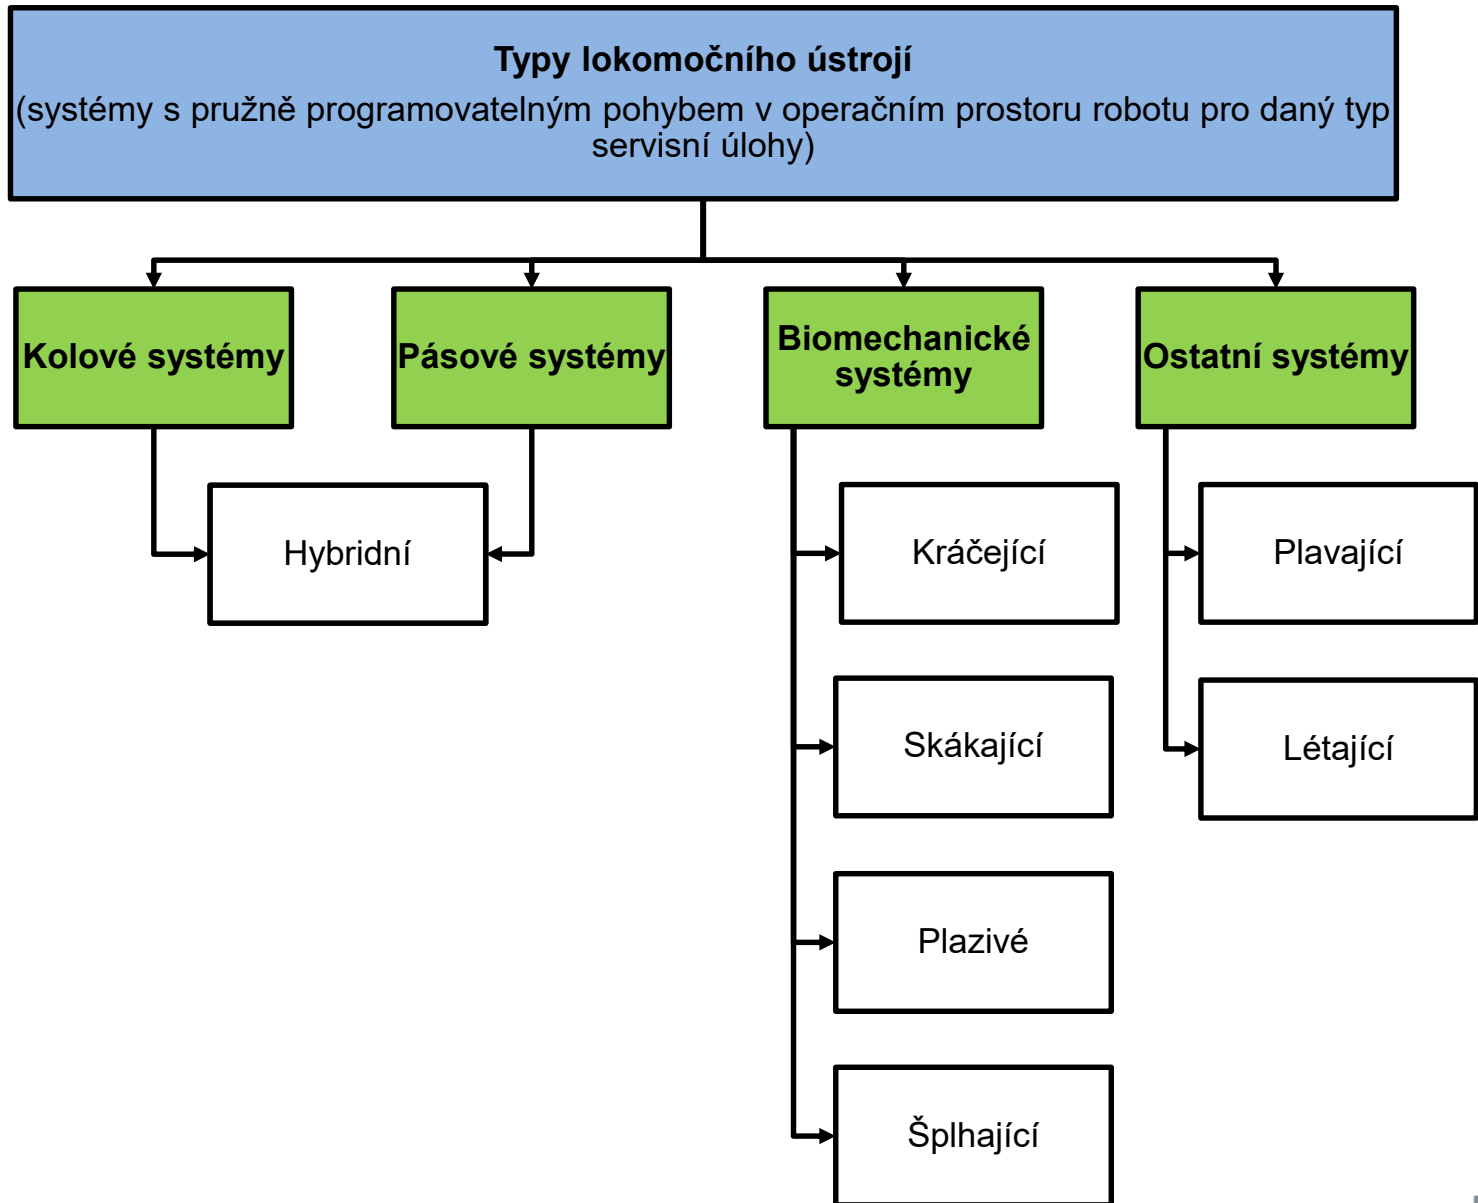 Typy lokomočního ústrojí
(systémy s pružně programovatelným pohybem v operačním prostoru robotu pro daný typ
servisní úlohy)
Kolové systémy
Pásové systémy
Biomechanické
systémy
Ostatní systémy
Hybridní
Kráčející
Plavající
Skákající
Létající
Plazivé
Šplhající